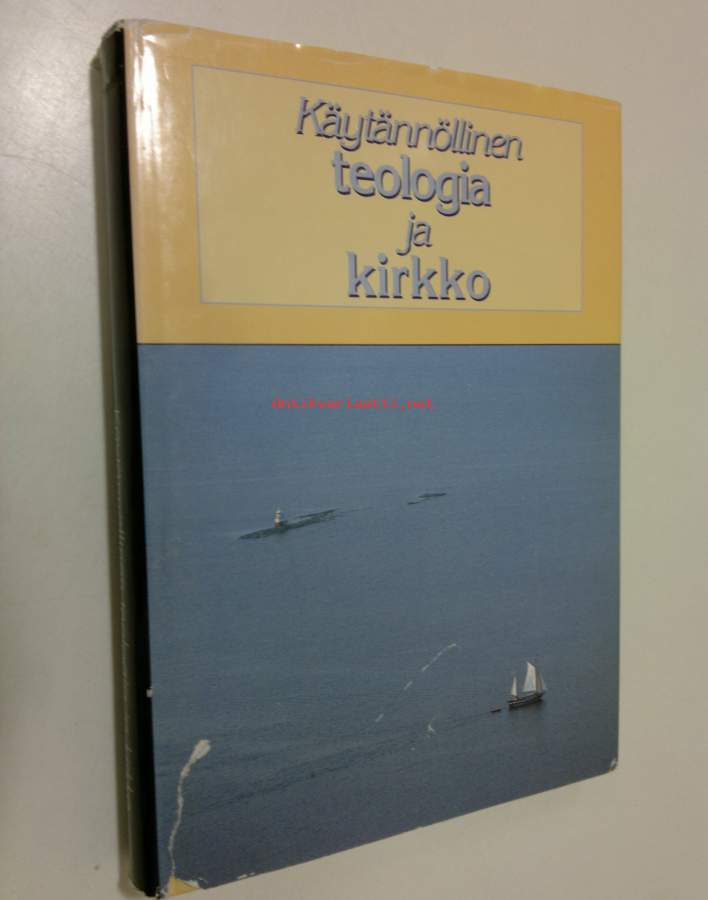 Käytännöllinen
teologia
ja
kirkko
antikvariaatti.net